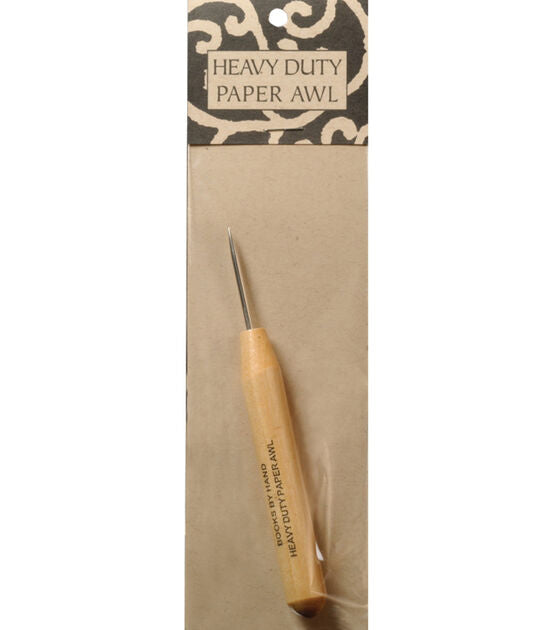 HEAVY DUTY
PAPER AWL
BOOKS BY HAND
HEAVY DUTY PAPER AWL